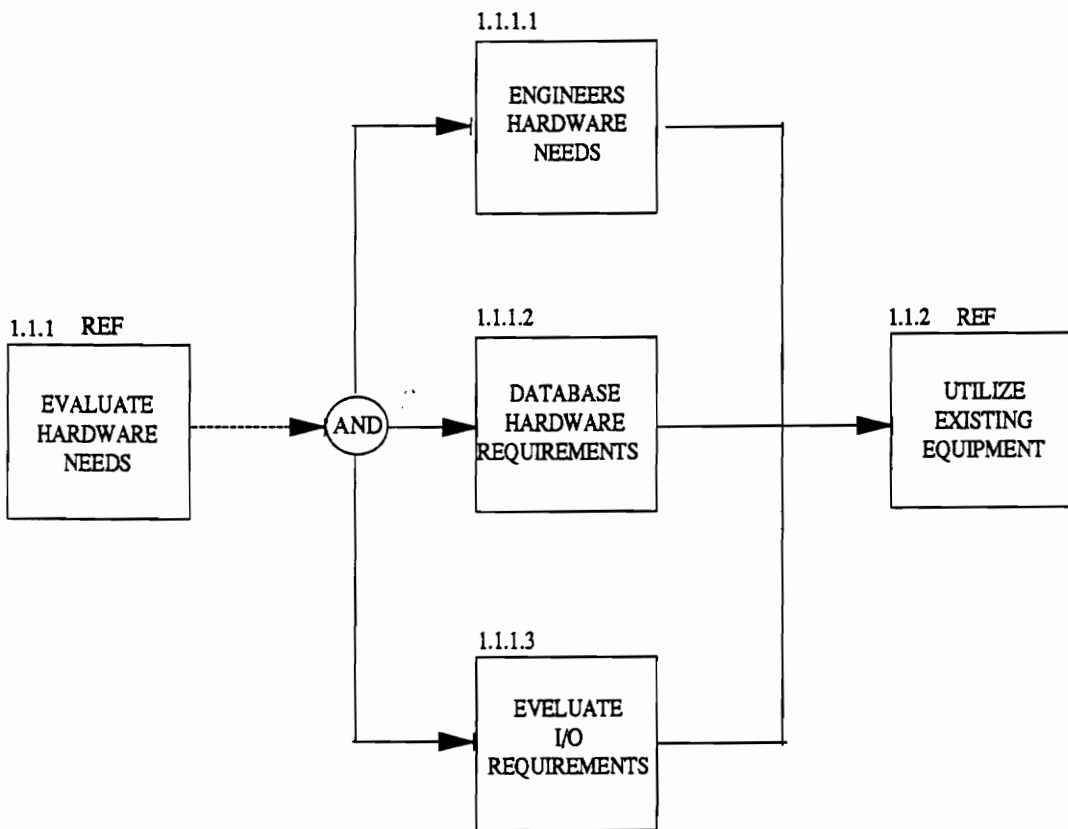 1.1.1.1
ENGINEERS
HARDWARE
NEEDS
1.1.1 REF
EVALUATE
HARDWARE
NEEDS
AND
1.1.1.2
DATABASE
HARDWARE
REQUIREMENTS
1.1.2 REF
UTILIZE
EXISTING
EQUIPMENT
1.1.1.3
EVELUATE
I/O
REQUIREMENTS